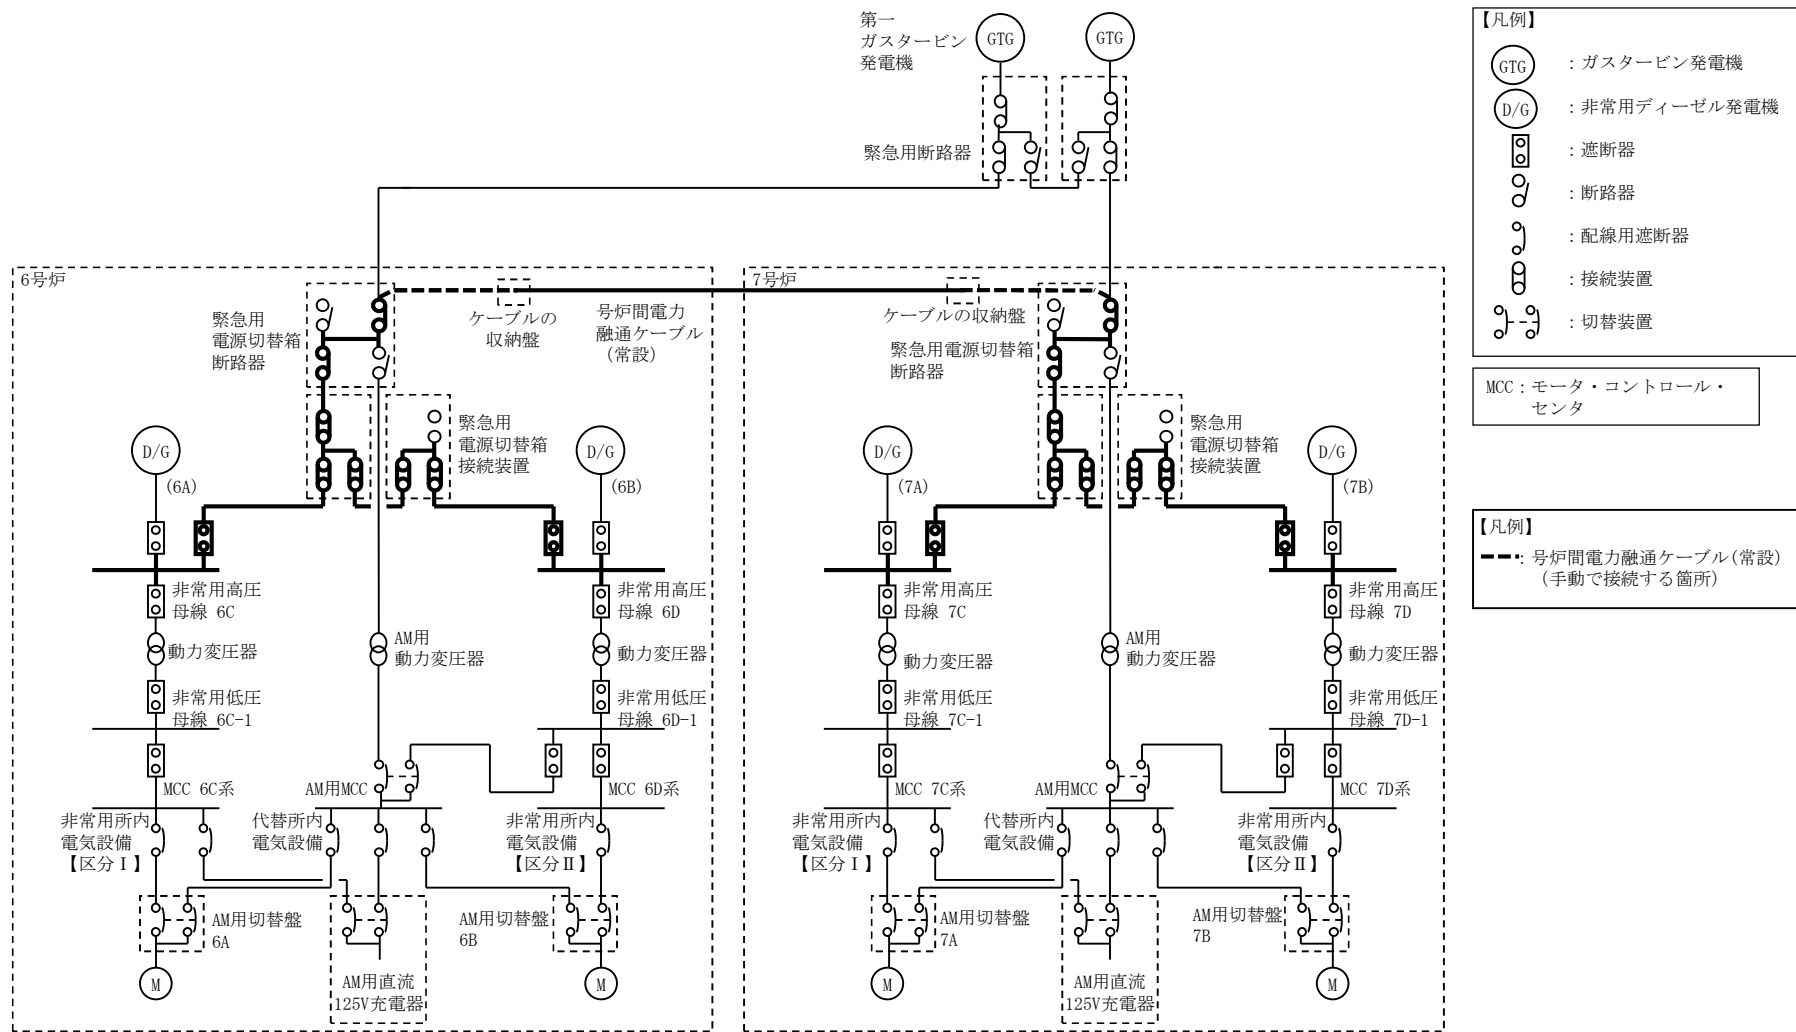 第一
ガスタービン
発電機
GTG
GTG
緊急用断路器
【凡例】
GTG
：ガスタービン発電機
D/G
：非常用ディーゼル発電機
：遮断器
：断路器
：配線用遮断器
：接続装置
：切替装置
MCC：モータ・コントロール・
センタ
【凡例】
：号炉間電力融通ケーブル(常設)
（手動で接続する箇所）
6号炉
緊急用
電源切替箱
断路器
ケーブルの
収納盤
号炉間電力
融通ケーブル
（常設）
緊急用
電源切替箱
接続装置
D/G
(6A)
D/G
(6B)
非常用高圧
母線 6C
非常用高圧
母線 6D
動力変圧器
AM用
動力変圧器
動力変圧器
非常用低圧
母線 6C-1
非常用低圧
母線 6D-1
MCC 6C系
AM用MCC
MCC 6D系
非常用所内
電気設備
【区分Ⅰ】
代替所内
電気設備
非常用所内
電気設備
【区分Ⅱ】
AM用切替盤
6A
AM用切替盤
6B
M
AM用直流
125V充電器
M
7号炉
ケーブルの収納盤
緊急用電源切替箱
断路器
緊急用
電源切替箱
接続装置
D/G
(7A)
D/G
(7B)
非常用高圧
母線 7C
非常用高圧
母線 7D
動力変圧器
AM用
動力変圧器
動力変圧器
非常用低圧
母線 7C-1
非常用低圧
母線 7D-1
MCC 7C系
AM用MCC
MCC 7D系
非常用所内
電気設備
【区分Ⅰ】
代替所内
電気設備
非常用所内
電気設備
【区分Ⅱ】
AM用切替盤
7A
AM用切替盤
7B
M
AM用直流
125V充電器
M